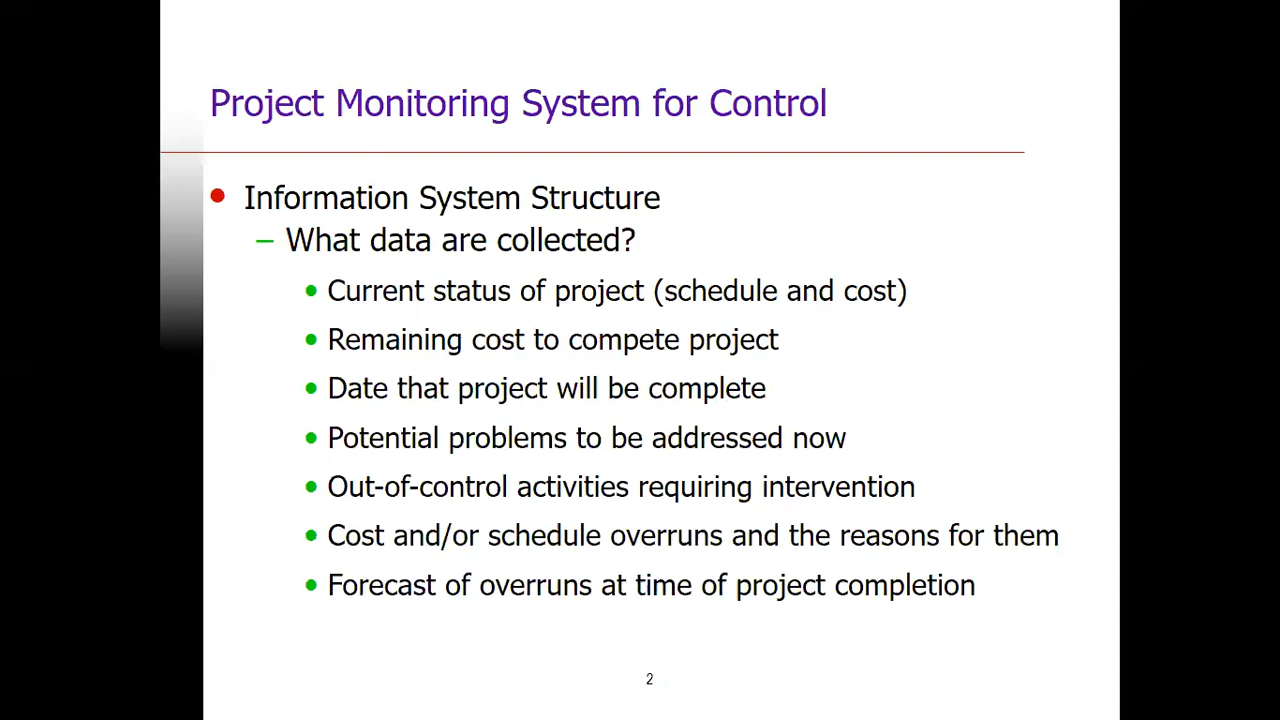 Project Monitoring System for Control
• Information System Structure
– What data are collected?
• Current status of project (schedule and cost)
• Remaining cost to compete project
• Date that project will be complete
• Potential problems to be addressed now
• Out-of-control activities requiring intervention
• Cost and/or schedule overruns and the reasons for them
• Forecast of overruns at time of project completion
2